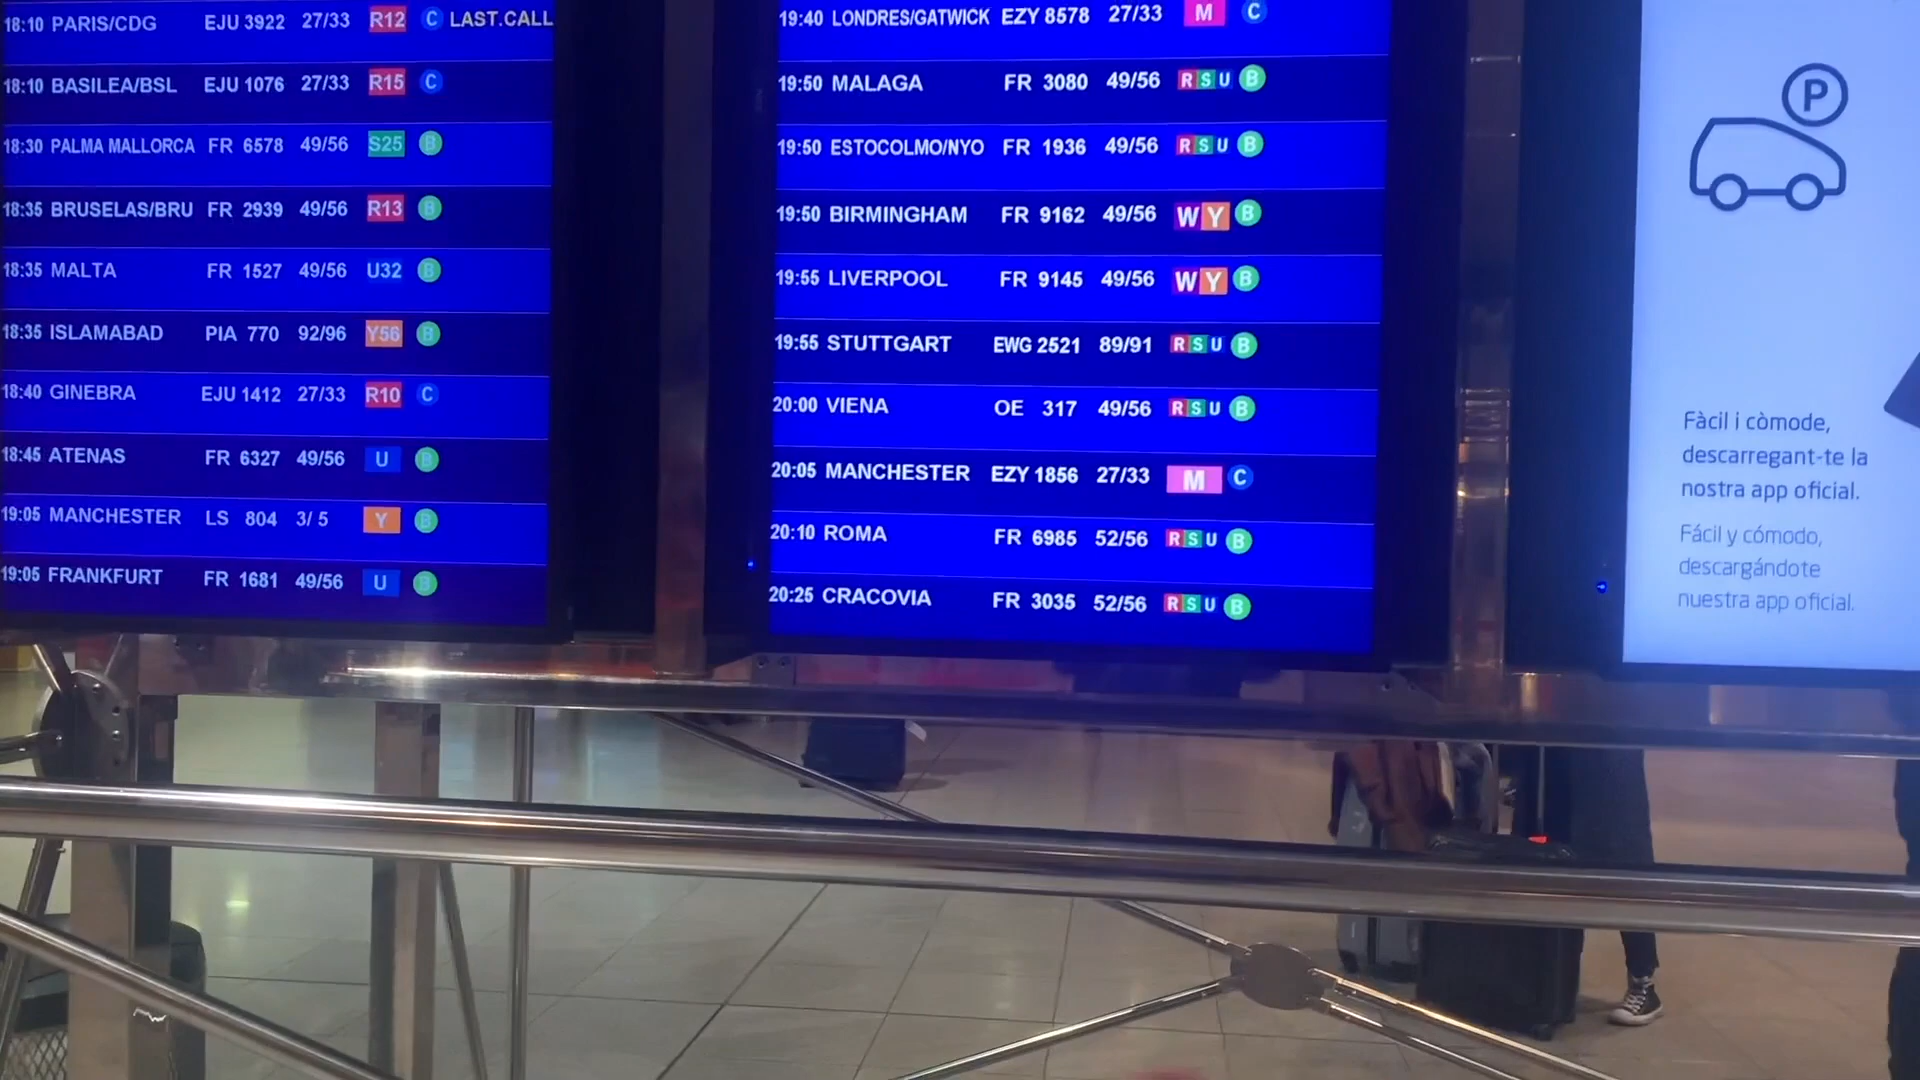 18:10 PARIS/CDG EJU 3922 27/33 R12 C LAST.CALL
18:10 BASILEA/BSL EJU 1076 27/33 R15 C
18:30 PALMA MALLORCA FR 6578 49/56 S25 B
18:35 BRUSELAS/BRU FR 2939 49/56 R13 B
18:35 MALTA FR 1527 49/56 U32 B
18:35 ISLAMABAD PIA 770 92/96 Y56 B
18:40 GINEBRA EJU 1412 27/33 R10 C
18:45 ATENAS FR 6327 49/56 U B
19:05 MANCHESTER LS 804 3/ 5 Y B
19:05 FRANKFURT FR 1681 49/56 U B
19:40 LONDRES/GATWICK EZY 8578 27/33 M C
19:50 MALAGA FR 3080 49/56 R S U B
19:50 ESTOCOLMO/NYO FR 1936 49/56 R S U B
19:50 BIRMINGHAM FR 9162 49/56 W Y B
19:55 LIVERPOOL FR 9145 49/56 W Y B
19:55 STUTTGART EWG 2521 89/91 R S U B
20:00 VIENA OE 317 49/56 R S U B
20:05 MANCHESTER EZY 1856 27/33 M C
20:10 ROMA FR 6985 52/56 R S U B
20:25 CRACOVIA FR 3035 52/56 R S U B
P
Fàcil i còmode,
descarregant-te la
nostra app oficial.
Fácil y cómodo,
descargándote
nuestra app oficial.